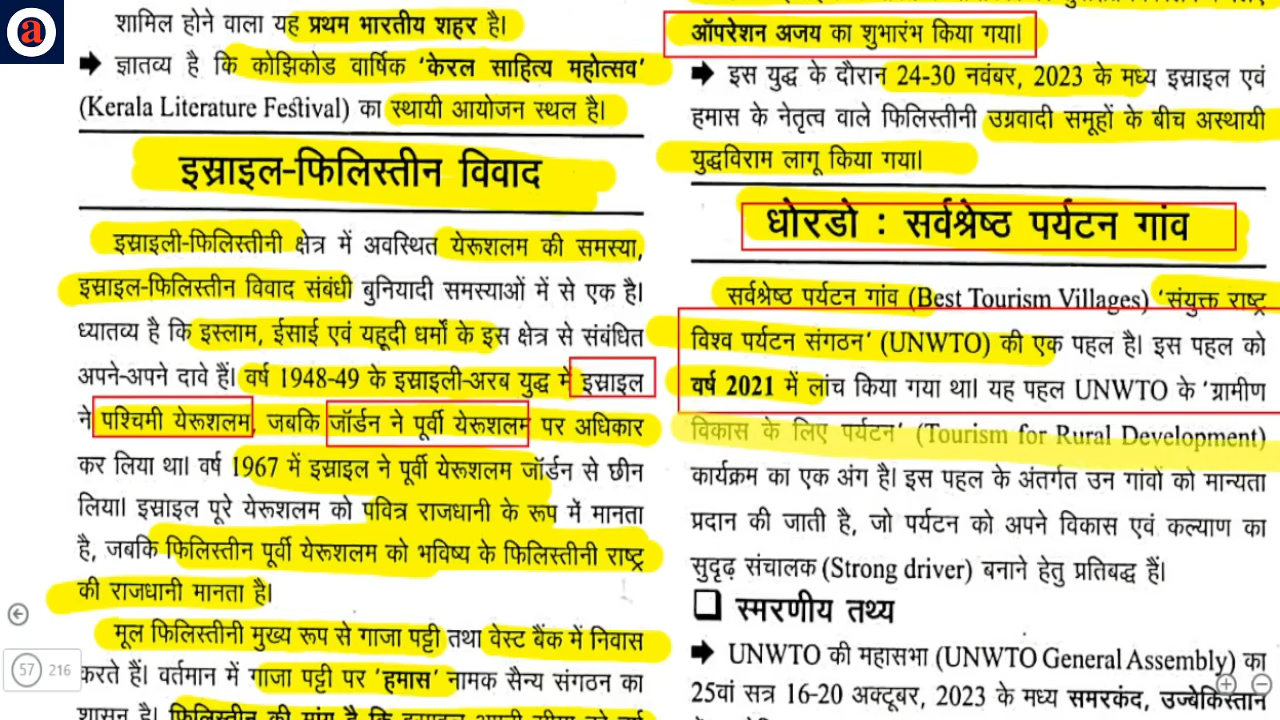 a
शामिल होने वाला यह प्रथम भारतीय शहर है।
➡ ज्ञातव्य है कि कोझिकोड वार्षिक ‘केरल साहित्य महोत्सव’
(Kerala Literature Festival) का स्थायी आयोजन स्थल है।
इस्राइल-फिलिस्तीन विवाद
इस्राइली-फिलिस्तीनी क्षेत्र में अवस्थित येरूशलम की समस्या,
इस्राइल-फिलिस्तीन विवाद संबंधी बुनियादी समस्याओं में से एक है।
ध्यातव्य है कि इस्लाम, ईसाई एवं यहूदी धर्मों के इस क्षेत्र से संबंधित
अपने-अपने दावे हैं। वर्ष 1948-49 के इस्राइली-अरब युद्ध में इस्राइल
ने पश्चिमी येरूशलम, जबकि जॉर्डन ने पूर्वी येरूशलम पर अधिकार
कर लिया था। वर्ष 1967 में इस्राइल ने पूर्वी येरूशलम जॉर्डन से छीन
लिया। इस्राइल पूरे येरूशलम को पवित्र राजधानी के रूप में मानता
है, जबकि फिलिस्तीन पूर्वी येरूशलम को भविष्य के फिलिस्तीनी राष्ट्र
की राजधानी मानता है।
मूल फिलिस्तीनी मुख्य रूप से गाजा पट्टी तथा वेस्ट बैंक में निवास
करते हैं। वर्तमान में गाजा पट्टी पर ‘हमास’ नामक सैन्य संगठन का
शासन है। फिलिस्तीन की मांग है कि
57 216
ऑपरेशन अजय का शुभारंभ किया गया।
➡ इस युद्ध के दौरान 24-30 नवंबर, 2023 के मध्य इस्राइल एवं
हमास के नेतृत्व वाले फिलिस्तीनी उग्रवादी समूहों के बीच अस्थायी
युद्धविराम लागू किया गया।
धोरडो : सर्वश्रेष्ठ पर्यटन गांव
सर्वश्रेष्ठ पर्यटन गांव (Best Tourism Villages) ‘संयुक्त राष्ट्र
विश्व पर्यटन संगठन’ (UNWTO) की एक पहल है। इस पहल को
वर्ष 2021 में लांच किया गया था। यह पहल UNWTO के ‘ग्रामीण
विकास के लिए पर्यटन’ (Tourism for Rural Development)
कार्यक्रम का एक अंग है। इस पहल के अंतर्गत उन गांवों को मान्यता
प्रदान की जाती है, जो पर्यटन को अपने विकास एवं कल्याण का
सुदृढ़ संचालक (Strong driver) बनाने हेतु प्रतिबद्ध हैं।
❑ स्मरणीय तथ्य
➡ UNWTO की महासभा (UNWTO General Assembly) का
25वां सत्र 16-20 अक्टूबर, 2023 के मध्य समरकंद, उज्बेकिस्तान